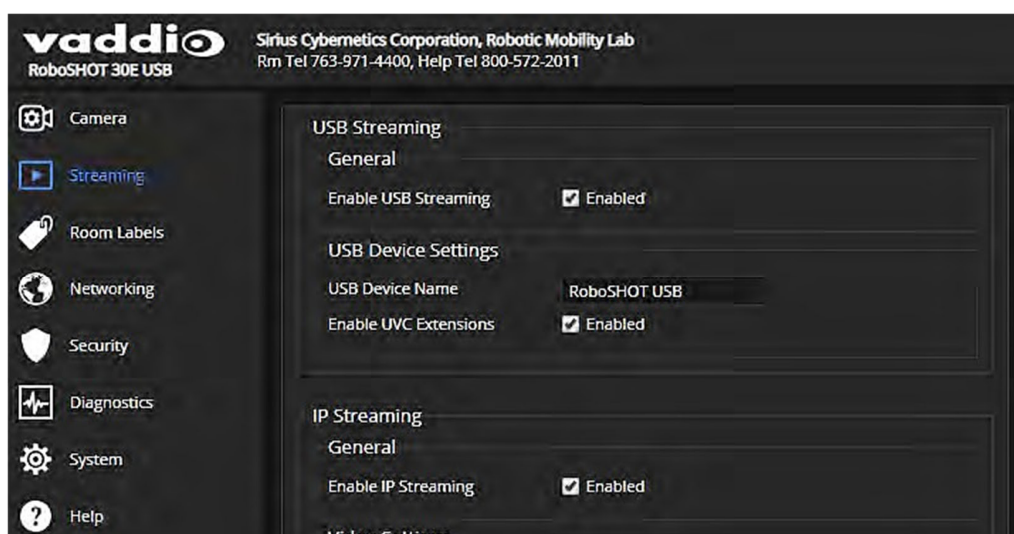 vaddio
RoboSHOT 30E USB
Sirius Cybernetics Corporation, Robotic Mobility Lab
Rm Tel 763-971-4400, Help Tel 800-572-2011
Camera
Streaming
Room Labels
Networking
Security
Diagnostics
System
Help
USB Streaming
General
Enable USB Streaming
Enabled
USB Device Settings
USB Device Name
RoboSHOT USB
Enable UVC Extensions
Enabled
IP Streaming
General
Enable IP Streaming
Enabled